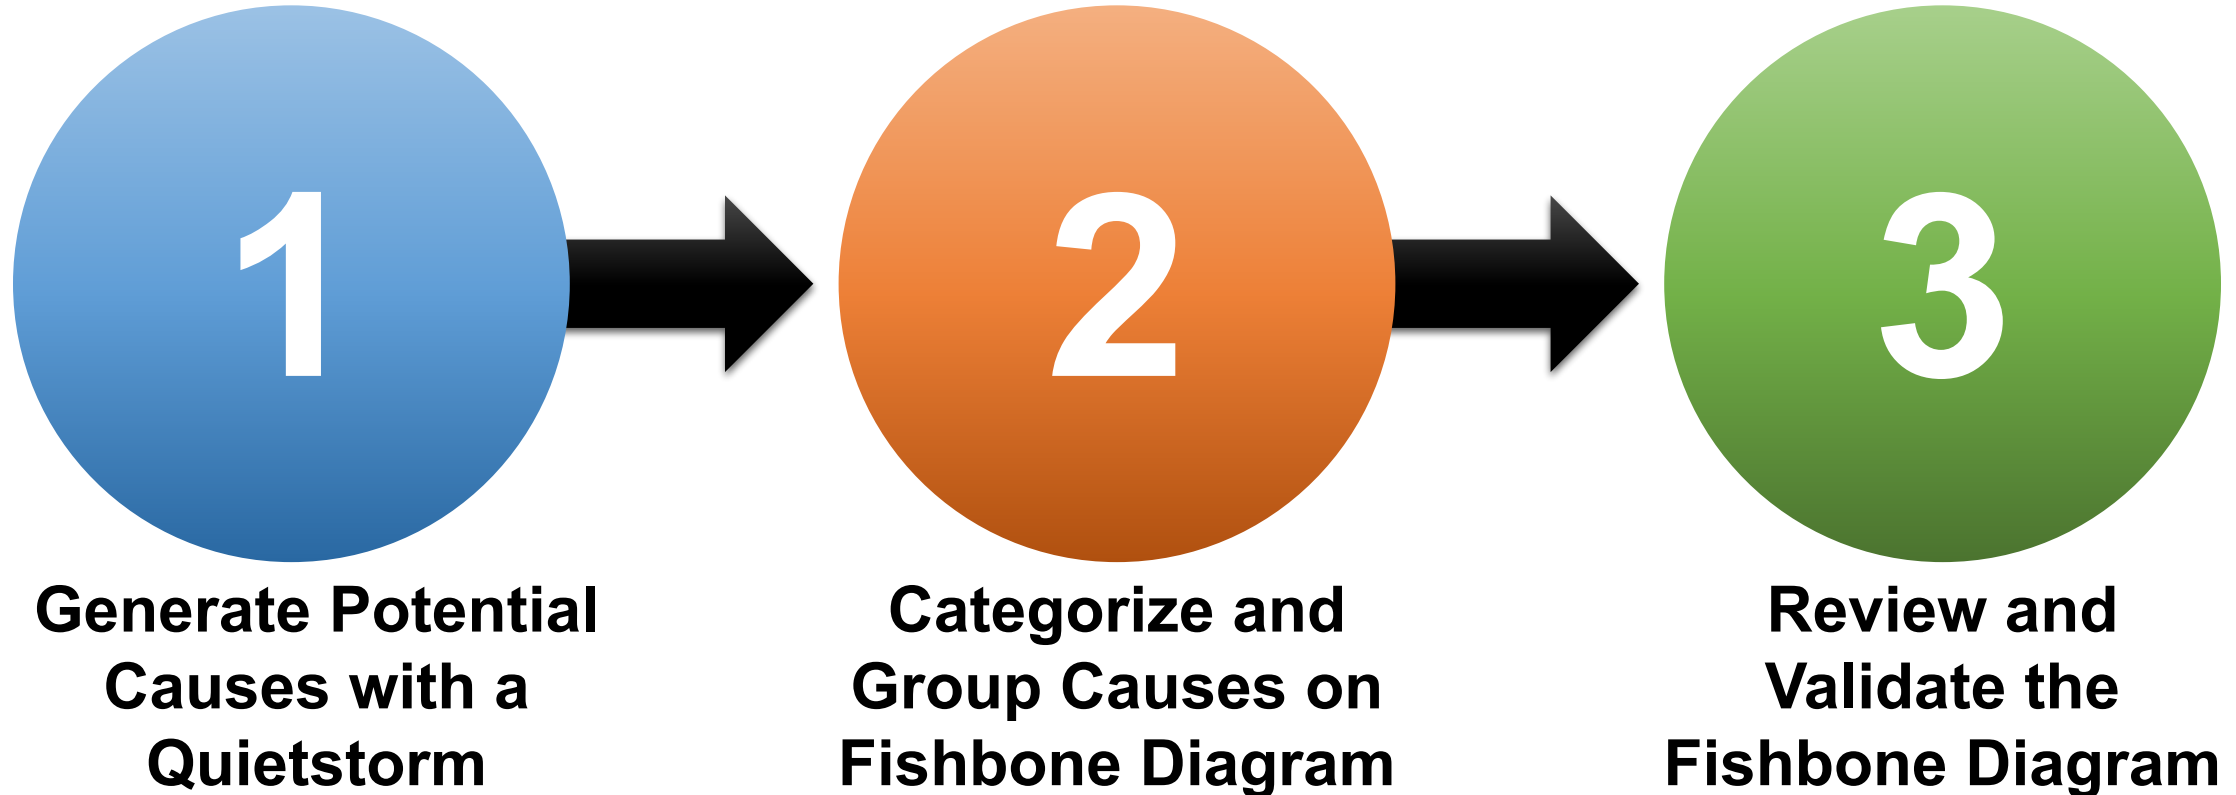 1
2
3
Generate Potential
Causes with a
Quietstorm
Categorize and
Group Causes on
Fishbone Diagram
Review and
Validate the
Fishbone Diagram